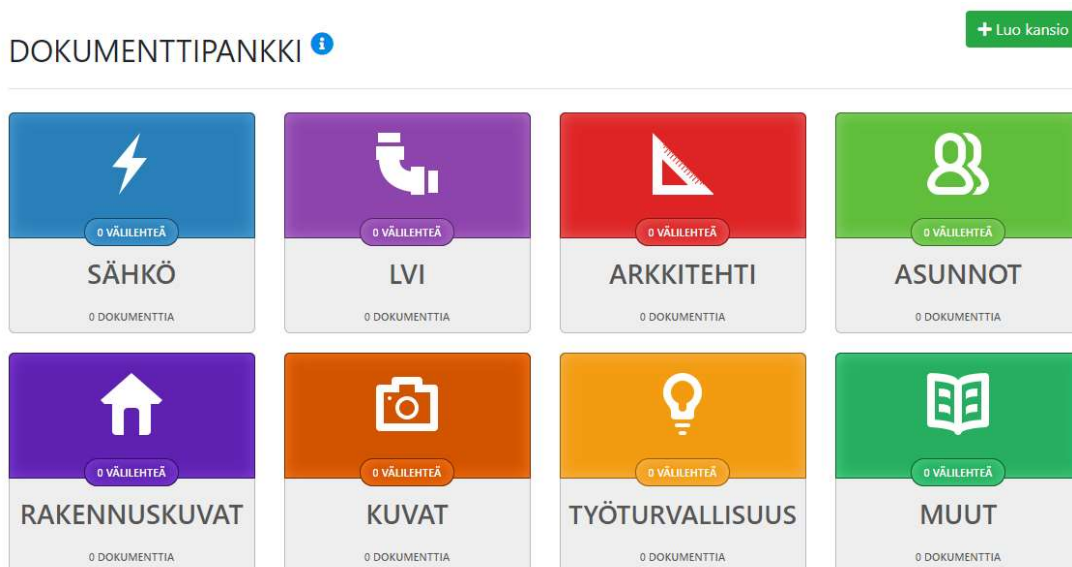 DOKUMENTTIPANKKI
+ Luo kansio
0 VÄLILEHTEÄ
SÄHKÖ
0 DOKUMENTTIA
0 VÄLILEHTEÄ
LVI
0 DOKUMENTTIA
0 VÄLILEHTEÄ
ARKKITEHTI
0 DOKUMENTTIA
0 VÄLILEHTEÄ
ASUNNOT
0 DOKUMENTTIA
0 VÄLILEHTEÄ
RAKENNUSKUVAT
0 DOKUMENTTIA
0 VÄLILEHTEÄ
KUVAT
0 DOKUMENTTIA
0 VÄLILEHTEÄ
TYÖTURVALLISUUS
0 DOKUMENTTIA
0 VÄLILEHTEÄ
MUUT
0 DOKUMENTTIA